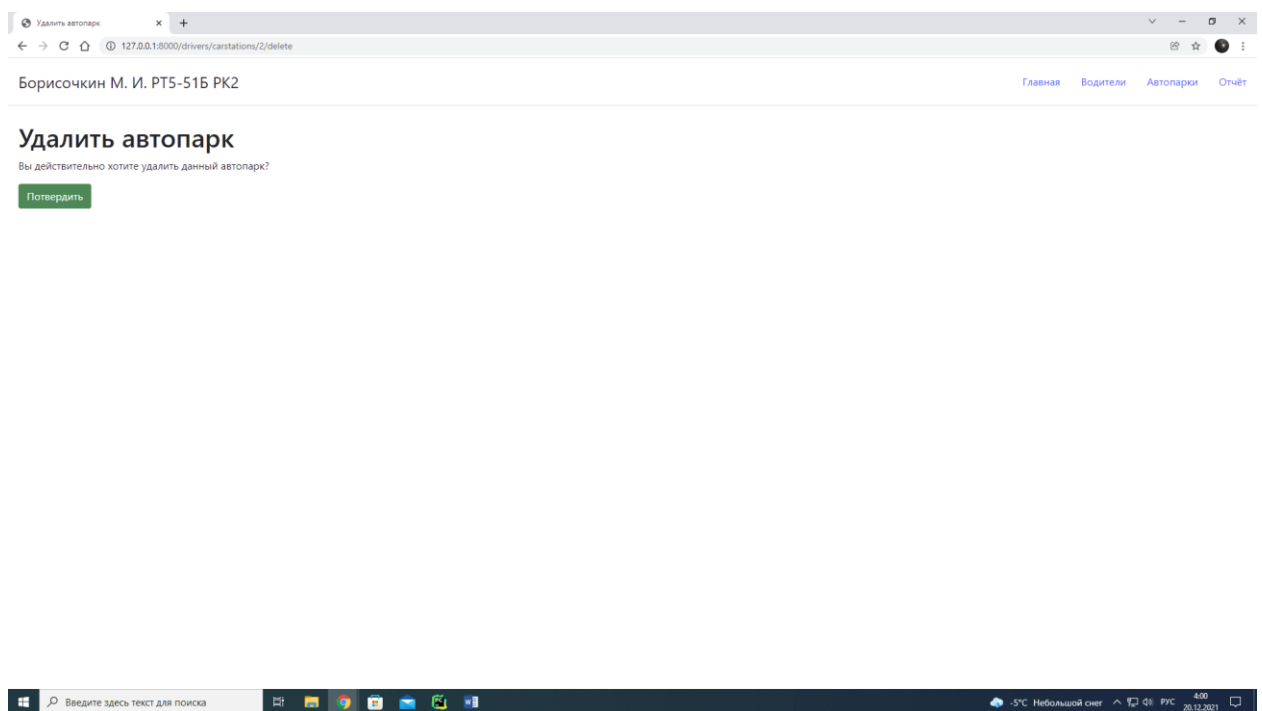 Удалить автопарк
127.0.0.1:8000/drivers/carstations/2/delete
Борисочкин М. И. РТ5-51Б РК2
Главная Водители Автопарки Отчёт
Удалить автопарк
Вы действительно хотите удалить данный автопарк?
Потвердить
Введите здесь текст для поиска
-5°C Небольшой снег
РУС
4:00
20.12.2021